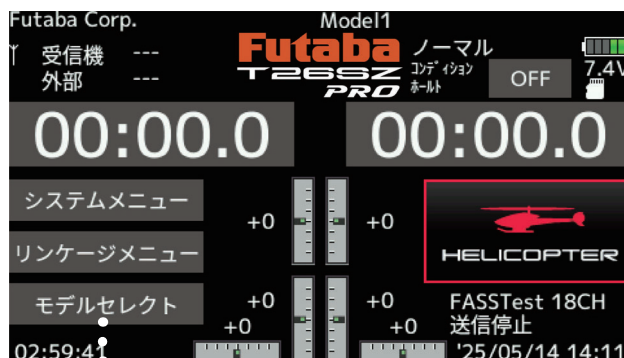 Futaba Corp.
Model1
受信機 ---
外部 ---
Futaba
T26SZ
PRO
ノーマル
コンディション
ホールド
OFF
7.4V
00:00.0
00:00.0
システムメニュー
リンケージメニュー
モデルセレクト
+0
+0
HELICOPTER
+0
+0
+0
+0
FASSTest 18CH
送信停止
02:59:41
'25/05/14 14:11